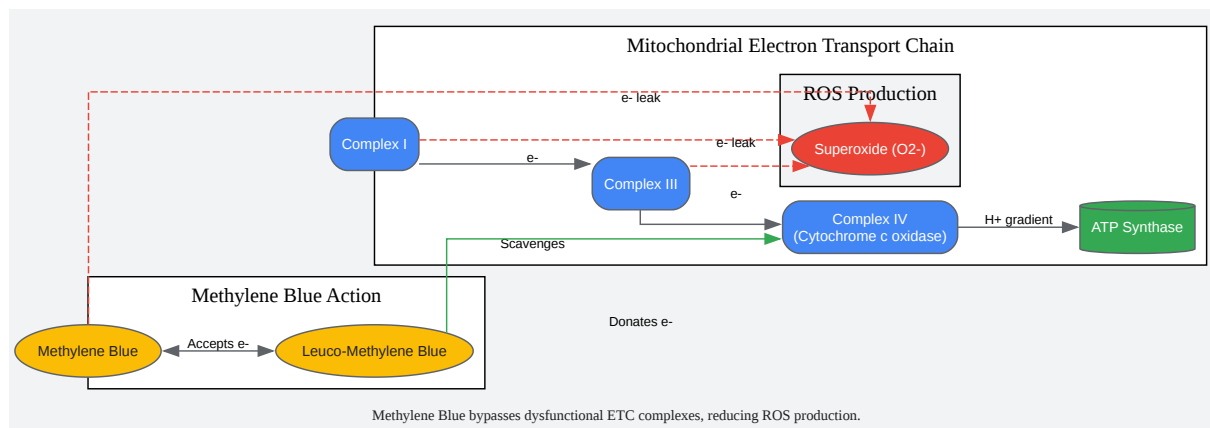 Mitochondrial Electron Transport Chain
ROS Production
e- leak
Complex I
e- leak
Superoxide (O2-)
e-
Complex III
e-
Complex IV
(Cytochrome c oxidase)
H+ gradient
ATP Synthase
Scavenges
Methylene Blue Action
Donates e-
Methylene Blue
Accepts e-
Leuco-Methylene Blue
Methylene Blue bypasses dysfunctional ETC complexes, reducing ROS production.